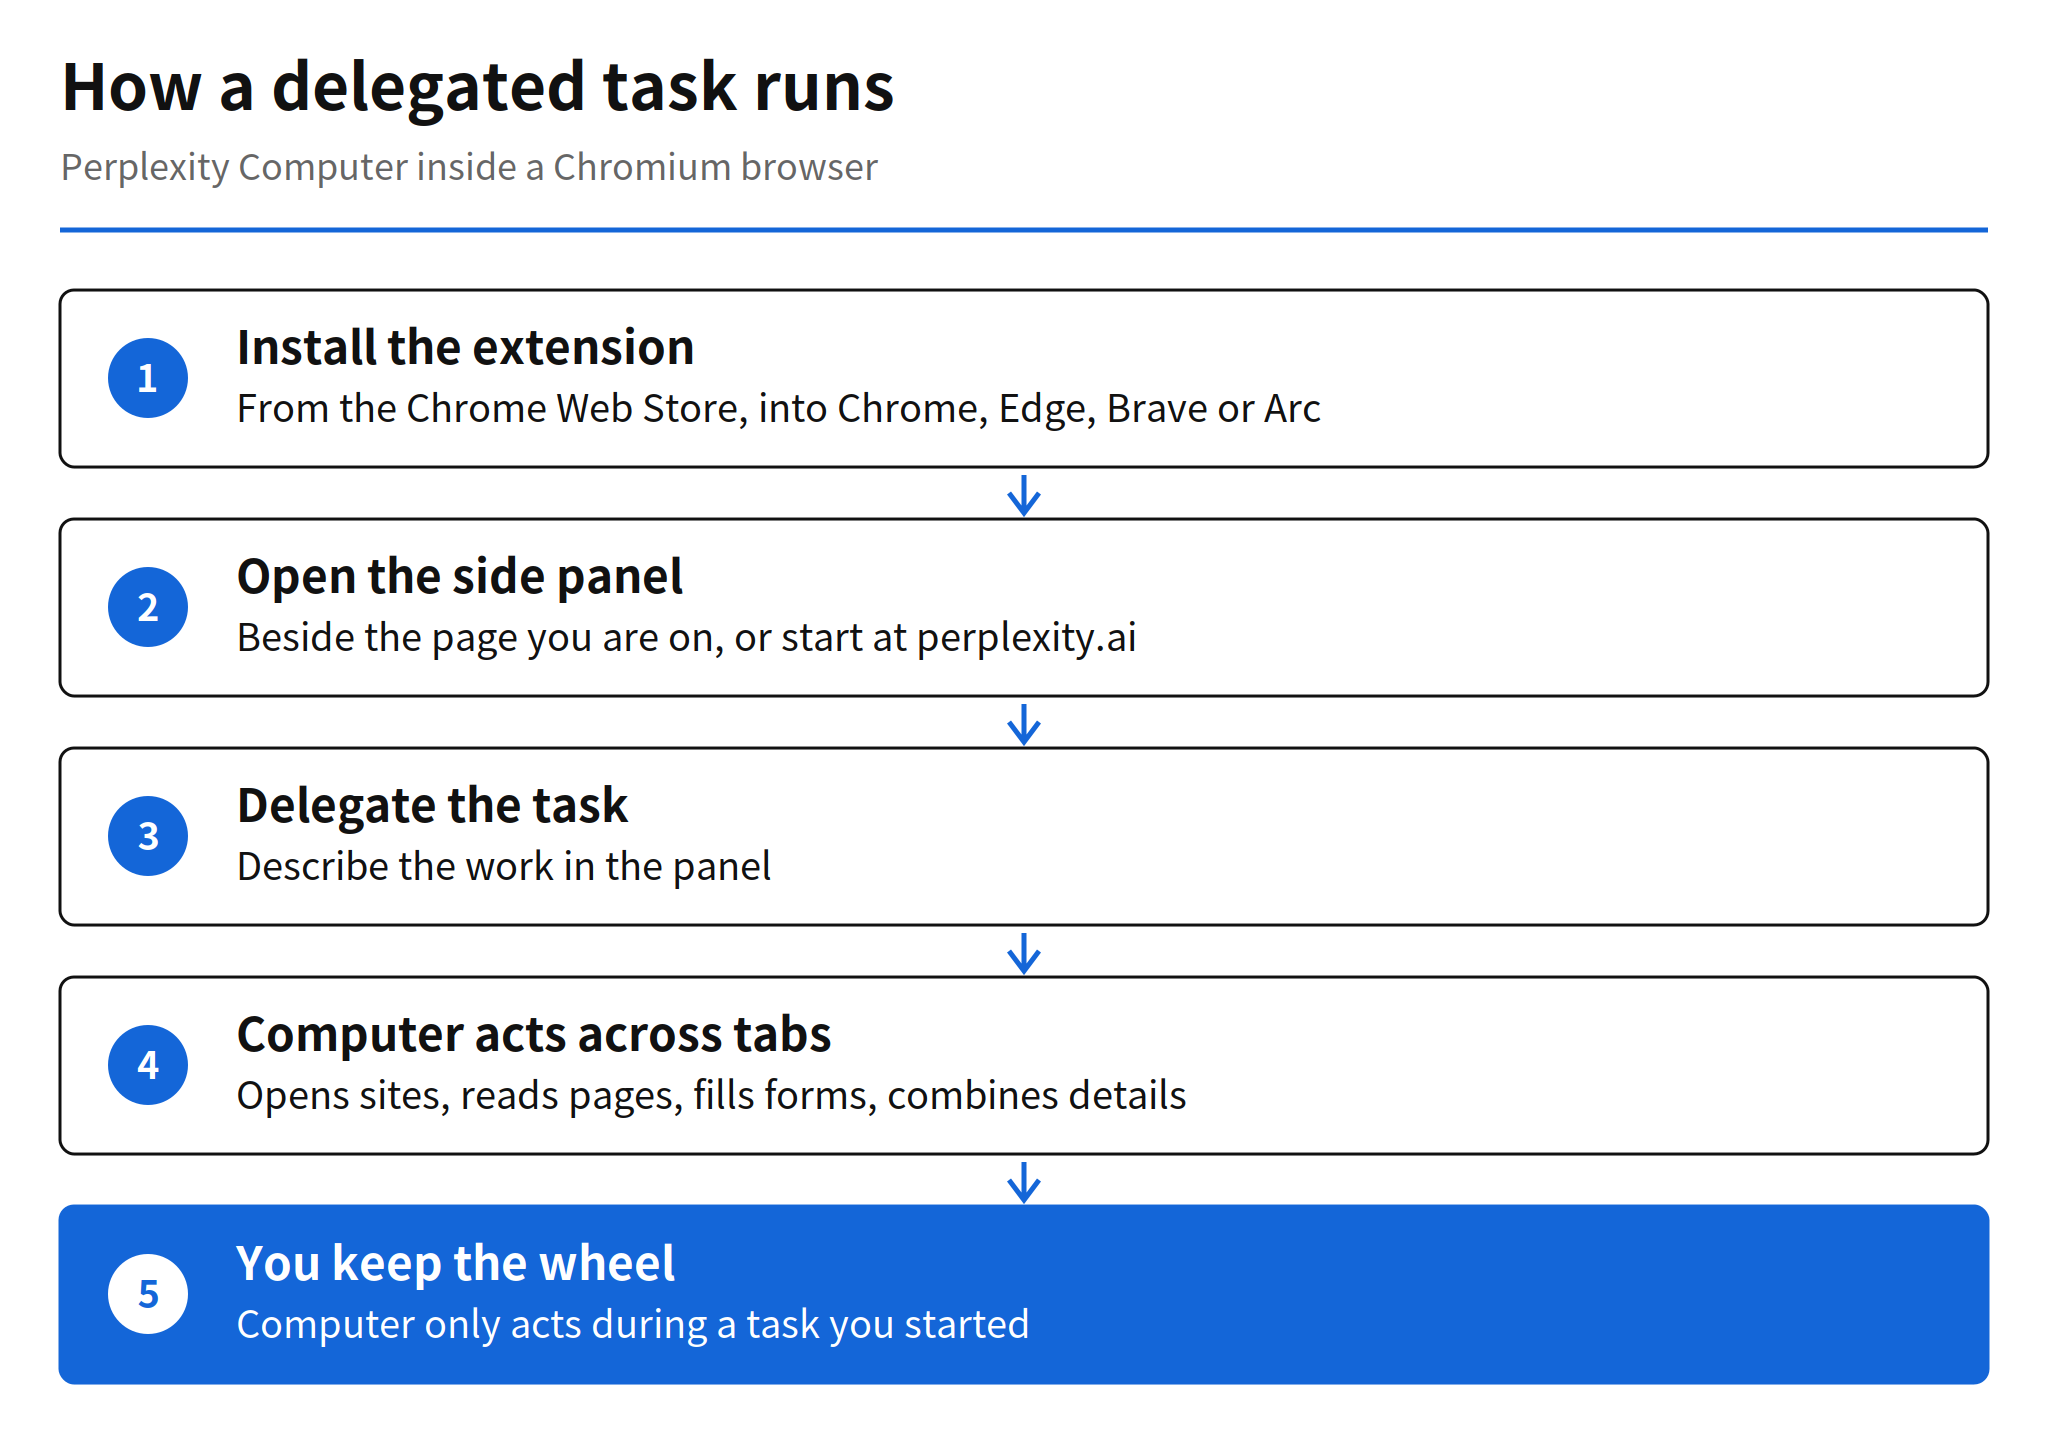 How a delegated task runs
Perplexity Computer inside a Chromium browser
1
Install the extension
From the Chrome Web Store, into Chrome, Edge, Brave or Arc
2
Open the side panel
Beside the page you are on, or start at perplexity.ai
3
Delegate the task
Describe the work in the panel
4
Computer acts across tabs
Opens sites, reads pages, fills forms, combines details
5
You keep the wheel
Computer only acts during a task you started